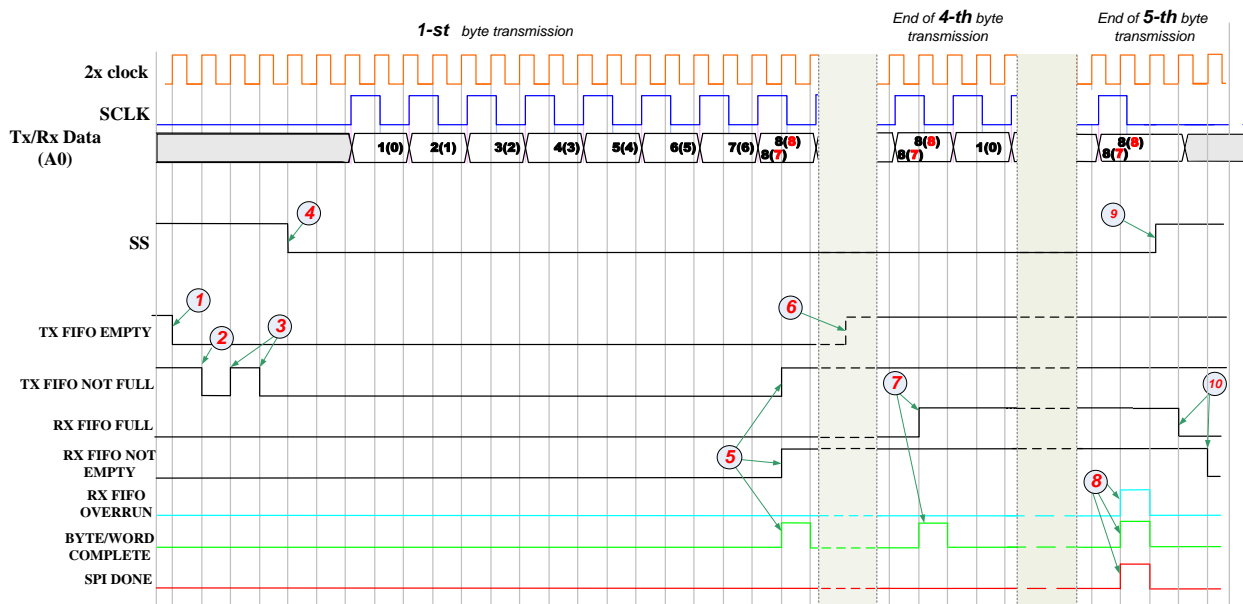 1-st byte transmission
End of 4-th byte
transmission
End of 5-th byte
transmission
2x clock
SCLK
Tx/Rx Data
(A0)
1(0)
2(1)
3(2)
4(3)
5(4)
6(5)
7(6)
8(8)
8(7)
8(8)
8(7)
1(0)
8(8)
8(7)
SS
4
9
TX FIFO EMPTY
1
6
TX FIFO NOT FULL
2
3
RX FIFO FULL
7
10
RX FIFO NOT
EMPTY
5
RX FIFO
OVERRUN
8
BYTE/WORD
COMPLETE
SPI DONE